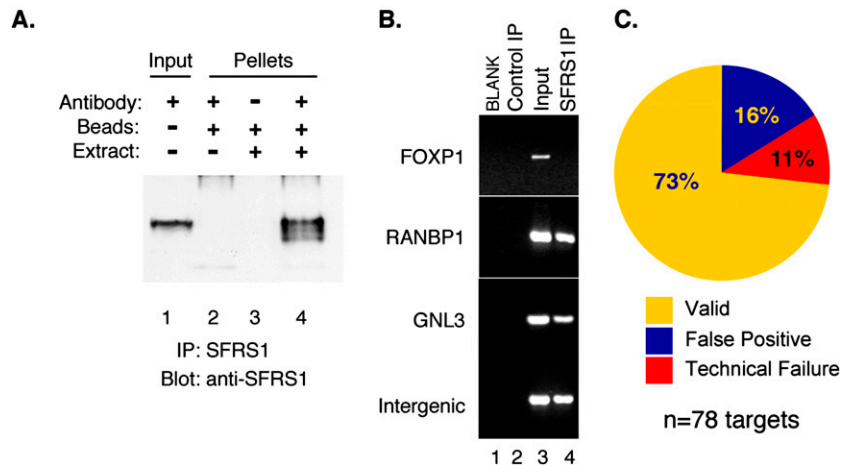 A.
Input Pellets
Antibody: + + - +
Beads: - + + +
Extract: - - + +
1 2 3 4
IP: SFRS1
Blot: anti-SFRS1
B.
BLANK
Control IP
Input
SFRS1 IP
FOXP1
RANBP1
GNL3
Intergenic
1 2 3 4
C.
16%
11%
73%
Valid
False Positive
Technical Failure
n=78 targets